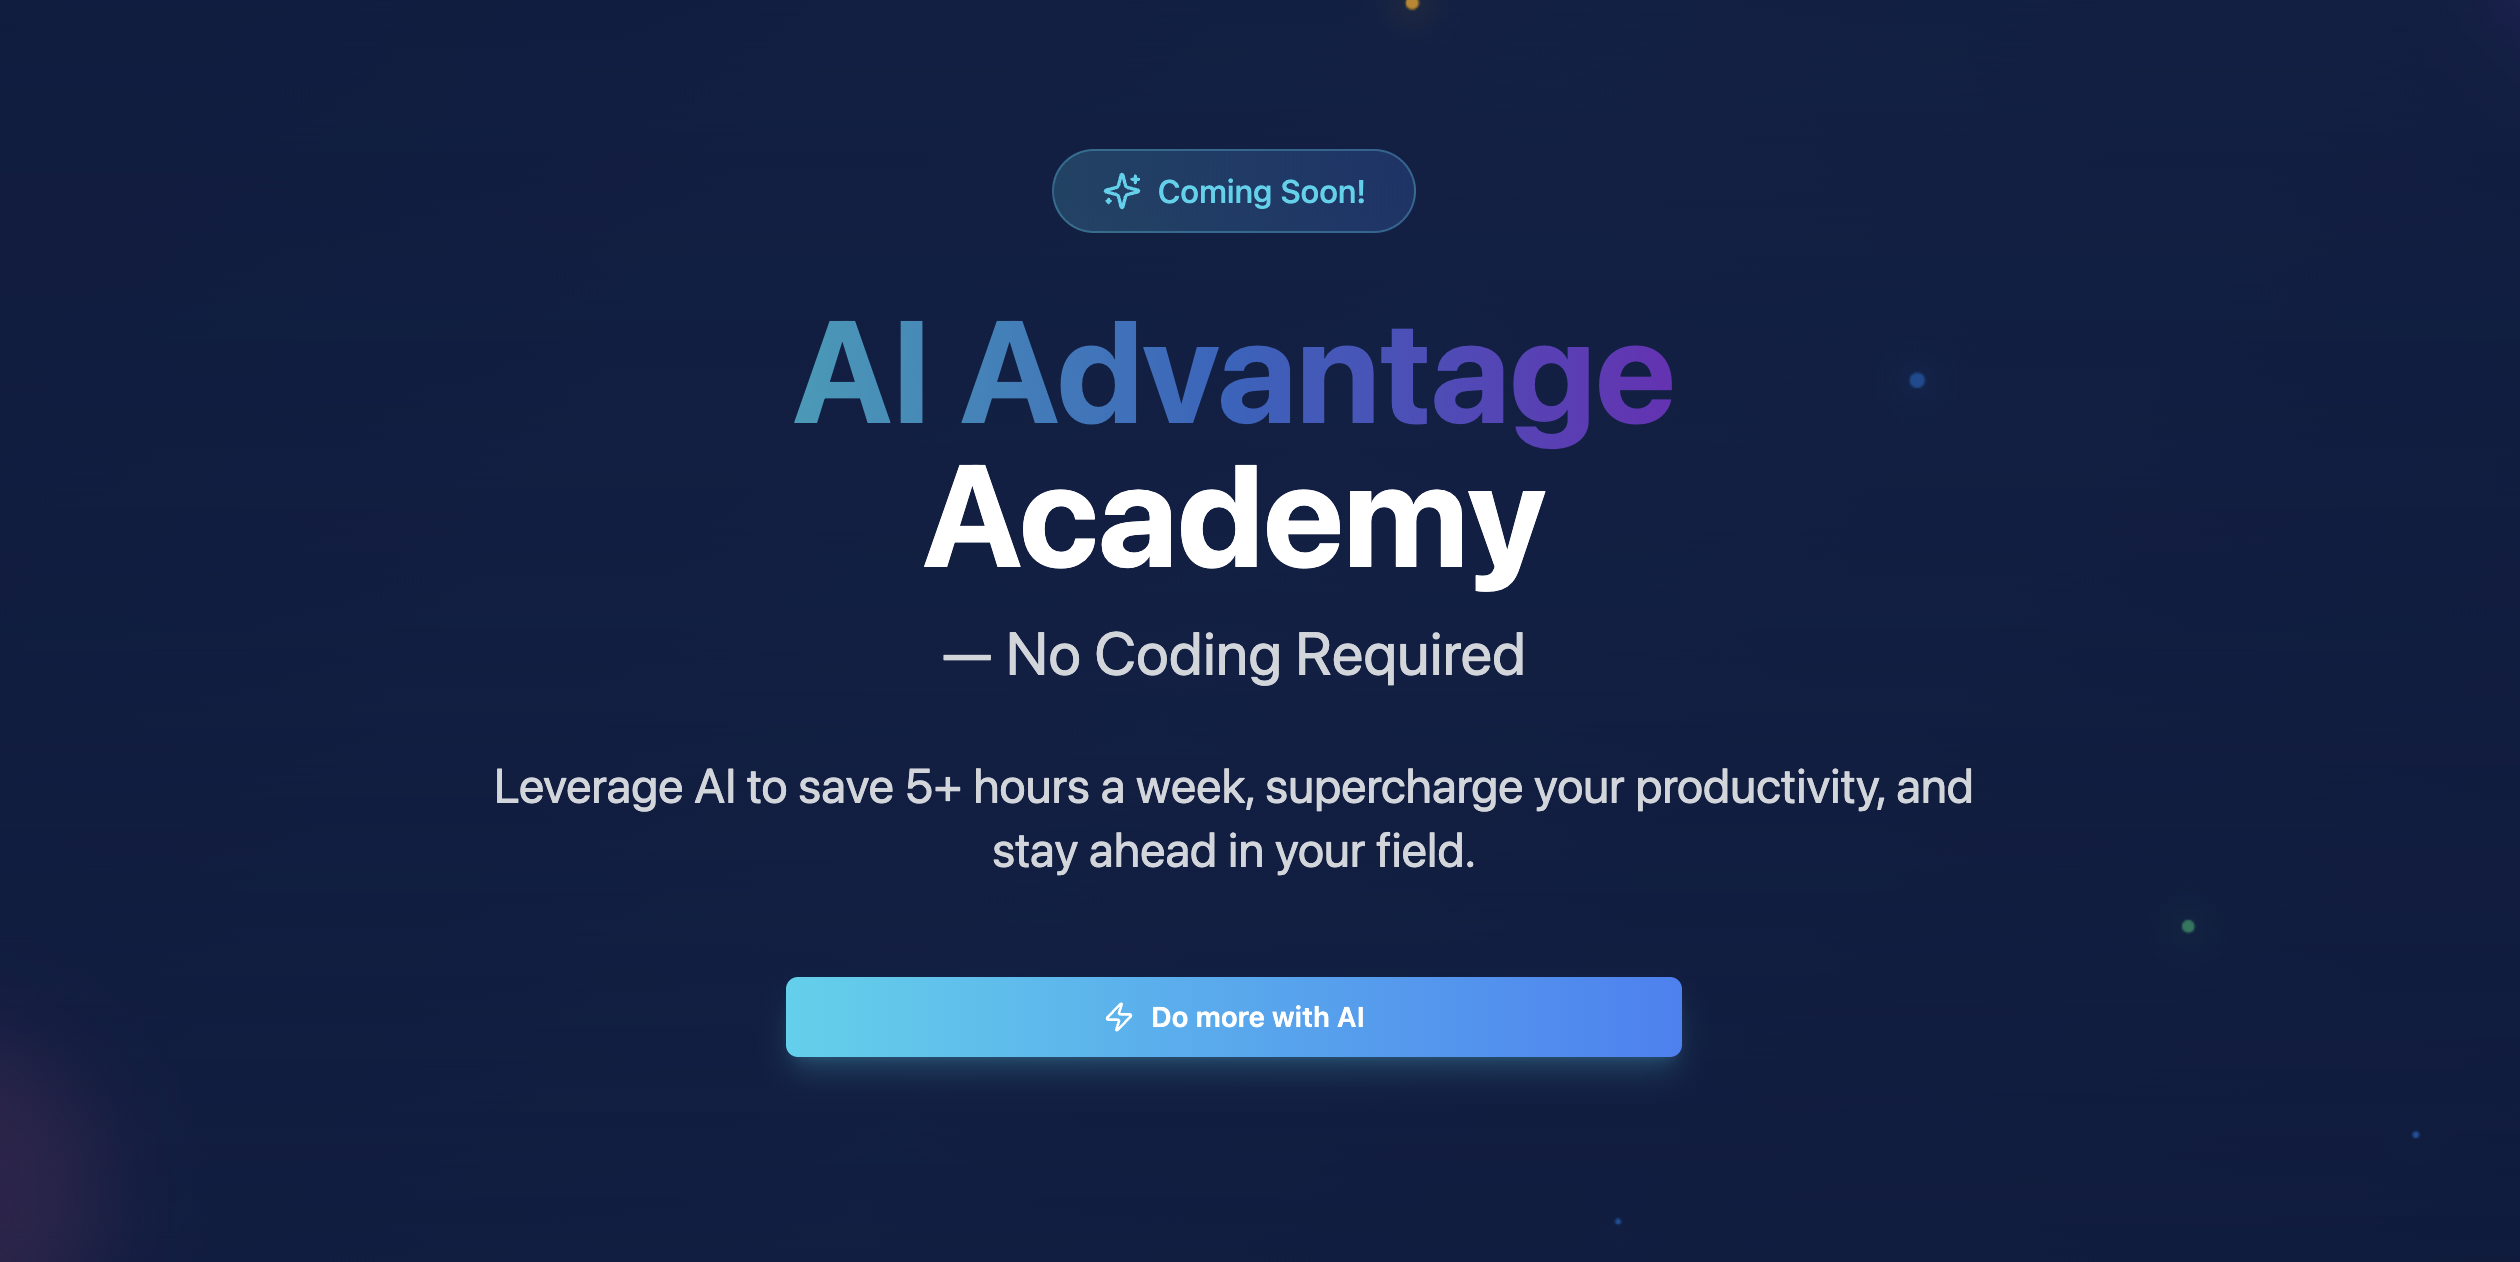 Coming Soon!
AI Advantage
Academy
— No Coding Required
Leverage AI to save 5+ hours a week, supercharge your productivity, and
stay ahead in your field.
Do more with AI